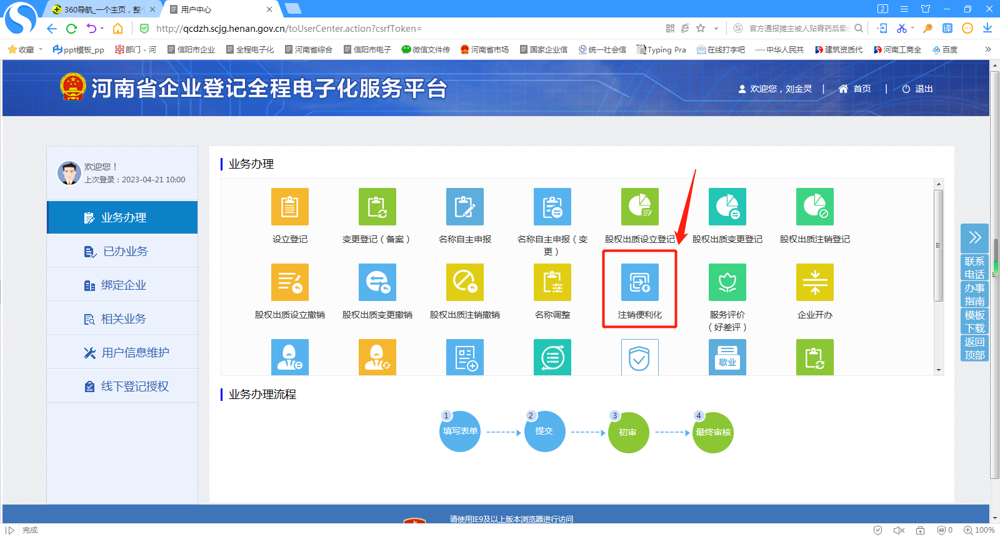 360导航_一个主页，整个
用户中心
2
http://qcdzh.scjg.henan.gov.cn/toUserCenter.action?csrfToken=
官方通报摊主被人贴膏药后晕
收藏
ppt模板_pp
部门 - 河
信阳市企业
全程电子化
河南省综合
信阳市电子
微信文件传
河南省市场
国家企业信
统一社会信
Typing Pra
在线打字吧
中华人民共
建筑资质代
河南工商全
百度
河南省企业登记全程电子化服务平台
欢迎您，刘金灵
首页
退出
欢迎您！
上次登录：2023-04-21 10:00
业务办理
已办业务
绑定企业
相关业务
用户信息维护
线下登记授权
业务办理
设立登记
变更登记（备案）
名称自主申报
名称自主申报（变
更）
股权出质设立登记
股权出质变更登记
股权出质注销登记
股权出质设立撤销
股权出质变更撤销
股权出质注销撤销
名称调整
注销便利化
服务评价
（好差评）
企业开办
歇业
业务办理流程
1
填写表单
2
提交
3
初审
4
最终审核
联系
电话
办事
指南
模板
下载
返回
顶部
请使用IE9及以上版本浏览器进行访问
完成
0
100%